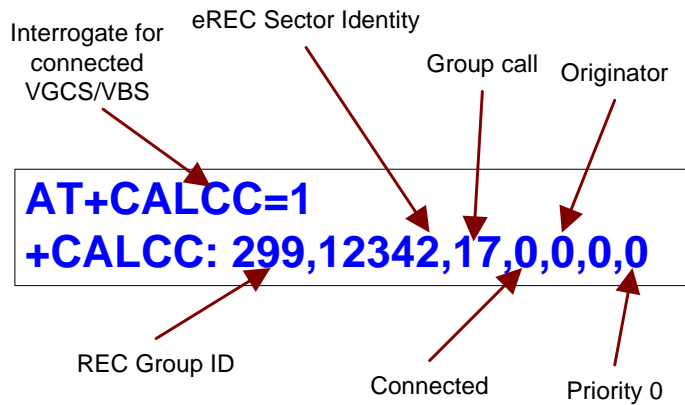 Interrogate for
connected
VGCS/VBS
eREC Sector Identity
Group call
Originator
AT+CALCC=1
+CALCC: 299,12342,17,0,0,0,0
REC Group ID
Connected
Priority 0